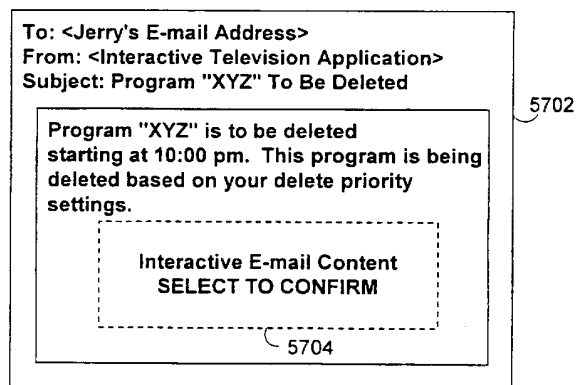 To: <Jerry's E-mail Address>
From: <Interactive Television Application>
Subject: Program "XYZ" To Be Deleted
5702
Program "XYZ" is to be deleted
starting at 10:00 pm.  This program is being
deleted based on your delete priority
settings.
Interactive E-mail Content
SELECT TO CONFIRM
5704